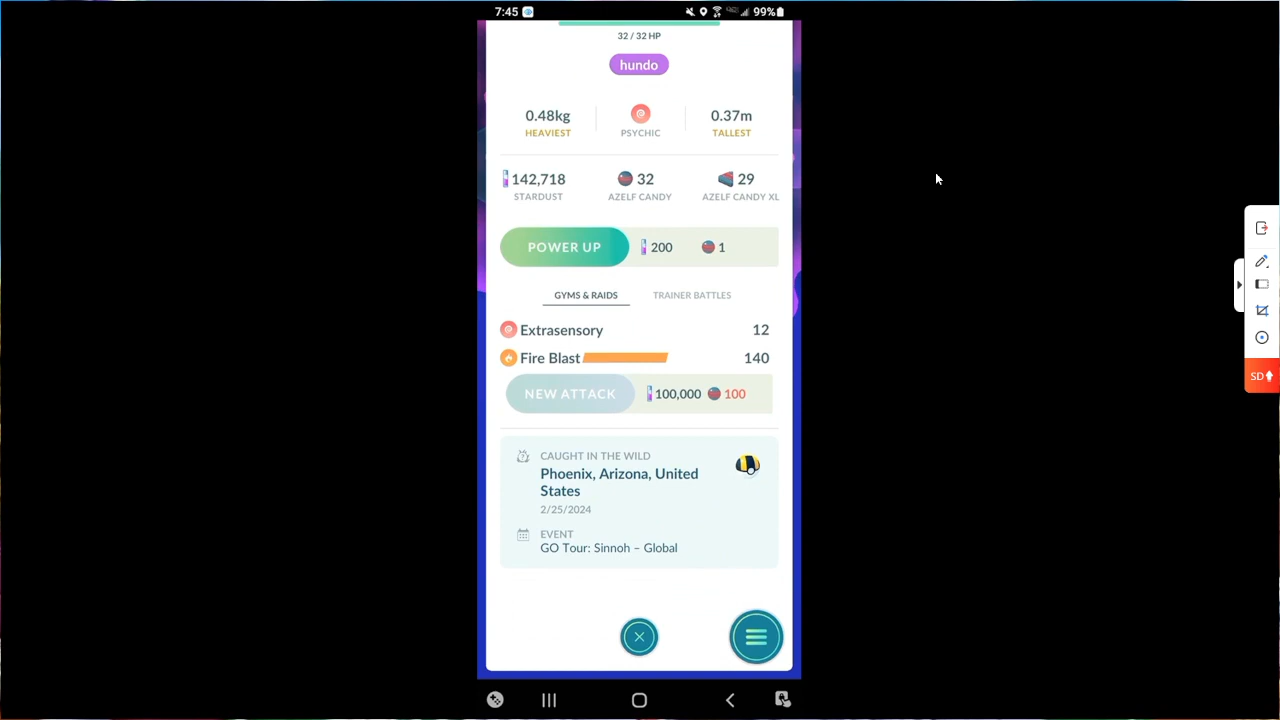 7:45 99%
32 / 32 HP
hundo
0.48kg 0.37m
HEAVIEST PSYCHIC TALLEST
142,718 32 29
STARDUST AZELF CANDY AZELF CANDY XL
POWER UP 200 1
GYMS & RAIDS TRAINER BATTLES
Extrasensory 12
Fire Blast 140
NEW ATTACK 100,000 100
CAUGHT IN THE WILD
Phoenix, Arizona, United
States
2/25/2024
EVENT
GO Tour: Sinnoh – Global
SD